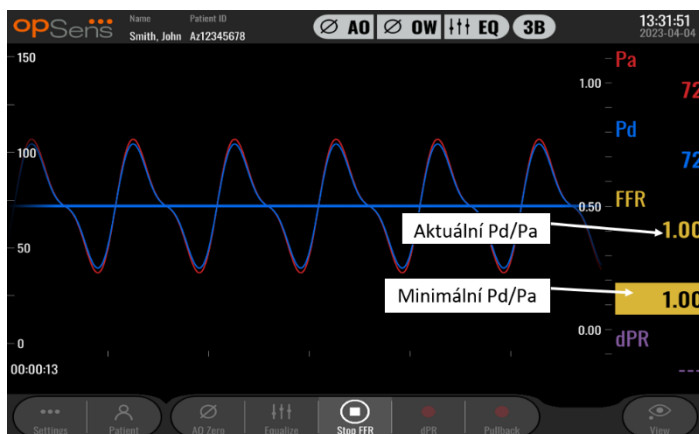 opSens
Name Patient ID
Smith, John Az12345678
AO OW EQ 3B
13:31:51
2023-04-04
150
100
50
0
00:00:13
1.00
0.50
0.00
Pa
72
Pd
72
FFR
Aktuální Pd/Pa
1.00
Minimální Pd/Pa
1.00
dPR
---
Settings Patient AO Zero Equalize Stop FFR dPR Pullback View